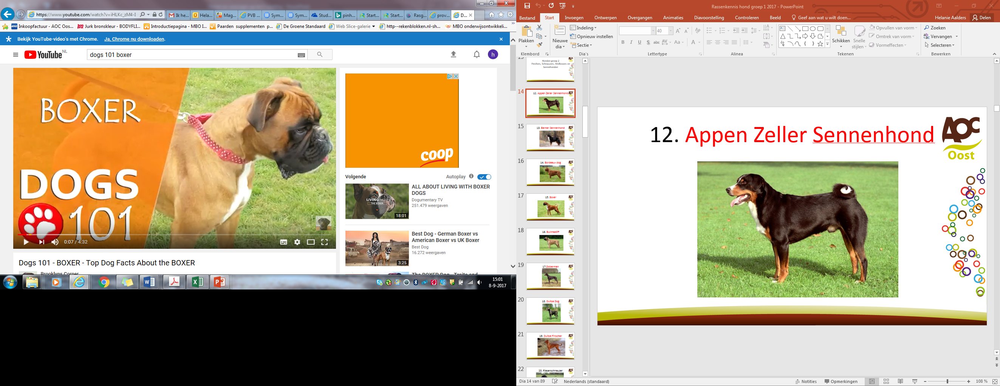 https://www.youtube.com/watch?v=iHLKc_zM4-I
Ik he...
Hela...
Mag...
PVB ...
Sym...
Sym...
Stud...
pinh...
Start...
Start...
Rasg...
prov...
D...
Inkoopfactuur - AOC Oos...
Jurk bronskleur - BODYFLI...
Introductiepagina - MBO I...
Paarden supplementen p...
De Groene Standaard
Web Slice-galerie
http--rekenblokken.nl-sh...
MBO onderwijsontwikkeli...
Bekijk YouTube-video's met Chrome. Ja, Chrome nu downloaden.
YouTube NL
dogs 101 boxer
h
BOXER
DOGS
101
0:07 / 4:32
Dogs 101 - BOXER - Top Dog Facts About the BOXER
Brooklyns Corner
coop
Volgende
Autoplay
ALL ABOUT LIVING WITH BOXER
DOGS
Dogumentary TV
251.479 weergaven
LIVING WITH
THE BOXER
18:01
Best Dog - German Boxer vs
American Boxer vs UK Boxer
Best Dog
16.272 weergaven
3:25
The BOXER Dog - Traits and
15:01
8-9-2017
Rassenkennis hond groep 1 2017 - PowerPoint
Bestand
Start
Invoegen
Ontwerpen
Overgangen
Animaties
Diavoorstelling
Controleren
Beeld
Geef aan wat u wilt doen...
Helanie Aalders
Delen
Plakken
Klembord
Nieuwe
dia
Indeling
Opnieuw instellen
Sectie
Dia's
40
B I U S abc AV Aa A
Lettertype
Alinea
Schikken
Snelle
stijlen
Opvullen van vorm
Omtrek van vorm
Vormeffecten
Tekenen
Zoeken
Vervangen
Selecteren
Bewerken
Honden groep 2
Pinchers, Schnauzers, Molossers en
Sennehonden
14
12. Appen Zeller Sennenhond
15
13. Berner Sennenhond
16
14. Bordeaux dog
17
15. Boxer
18
16. Bullmastiff
19
17. Doberman
20
18. Duitse Dog
21
19. Duitse Pinscher
22
20. Riesenschnauzer
12. Appen Zeller Sennenhond
AOC
Oost
Dia 14 van 89
Nederlands (standaard)
Notities
Opmerkingen
108 %